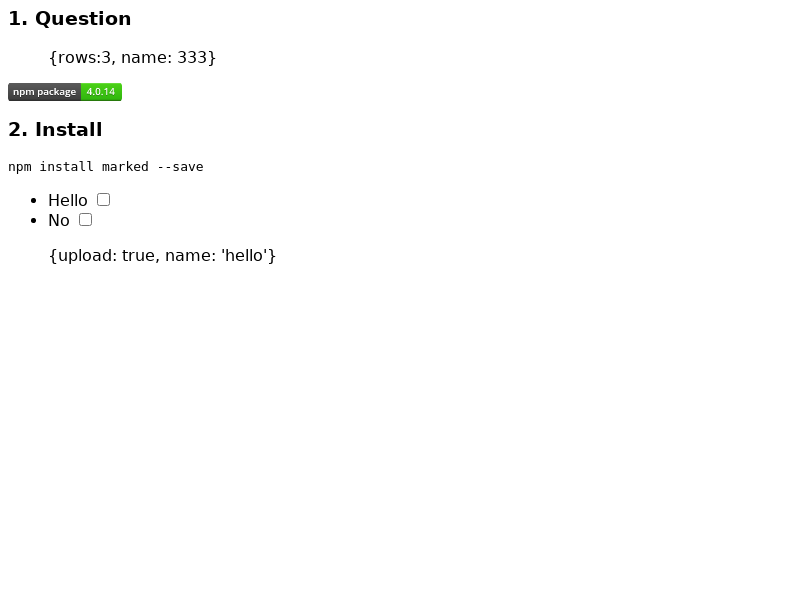 1. Question
{rows:3, name: 333}
npm package 4.0.14
2. Install
npm install marked --save
Hello
No
{upload: true, name: 'hello'}